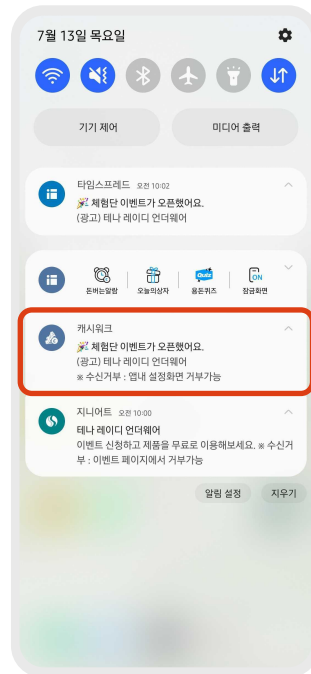 7월 13일 목요일
기기 제어
미디어 출력
타임스프레드 오전 10:02
🎉 체험단 이벤트가 오픈했어요.
(광고) 테나 레이디 언더웨어
Quiz
ON
돈버는알람 오늘의상자 용돈퀴즈 잠금화면
캐시워크
🎉 체험단 이벤트가 오픈했어요.
(광고) 테나 레이디 언더웨어
※ 수신거부 : 앱내 설정화면 거부가능
지니어트 오전 10:00
테나 레이디 언더웨어
이벤트 신청하고 제품을 무료로 이용해보세요. ※ 수신거
부 : 이벤트 페이지에서 거부가능
알림 설정 지우기